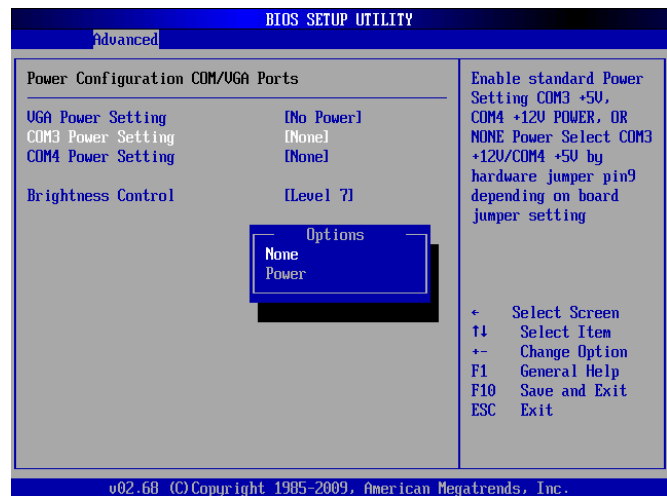 BIOS SETUP UTILITY
Advanced
Power Configuration COM/VGA Ports
VGA Power Setting [No Power]
COM3 Power Setting [None]
COM4 Power Setting [None]
Brightness Control [Level 7]
Options
None
Power
Enable standard Power
Setting COM3 +5V,
COM4 +12V POWER, OR
NONE Power Select COM3
+12V/COM4 +5V by
hardware jumper pin9
depending on board
jumper setting
← Select Screen
↑↓ Select Item
+- Change Option
F1 General Help
F10 Save and Exit
ESC Exit
v02.68 (C)Copyright 1985-2009, American Megatrends, Inc.